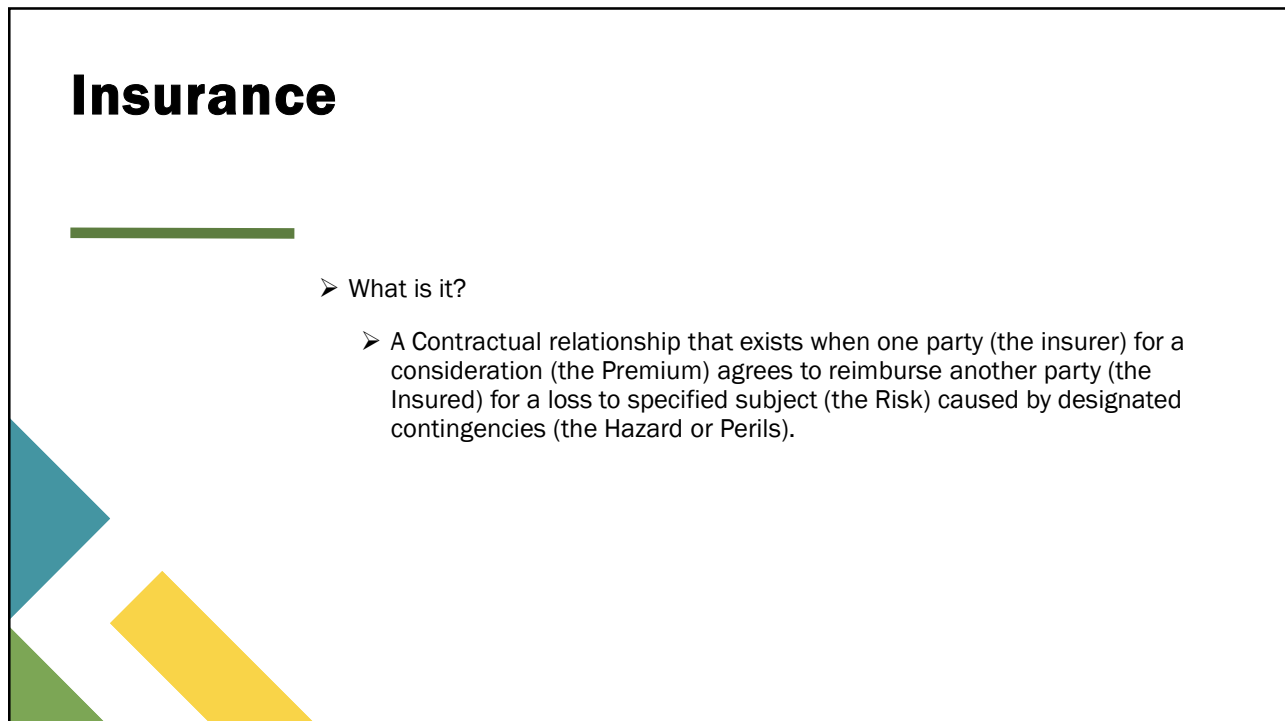 Insurance
➢ What is it?
➢ A Contractual relationship that exists when one party (the insurer) for a
consideration (the Premium) agrees to reimburse another party (the
Insured) for a loss to specified subject (the Risk) caused by designated
contingencies (the Hazard or Perils).